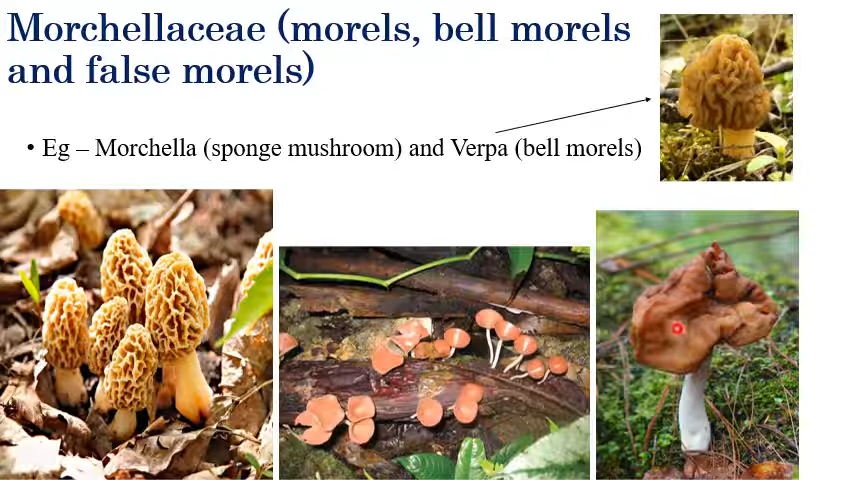 Morchellaceae (morels, bell morels
and false morels)
• Eg – Morchella (sponge mushroom) and Verpa (bell morels)